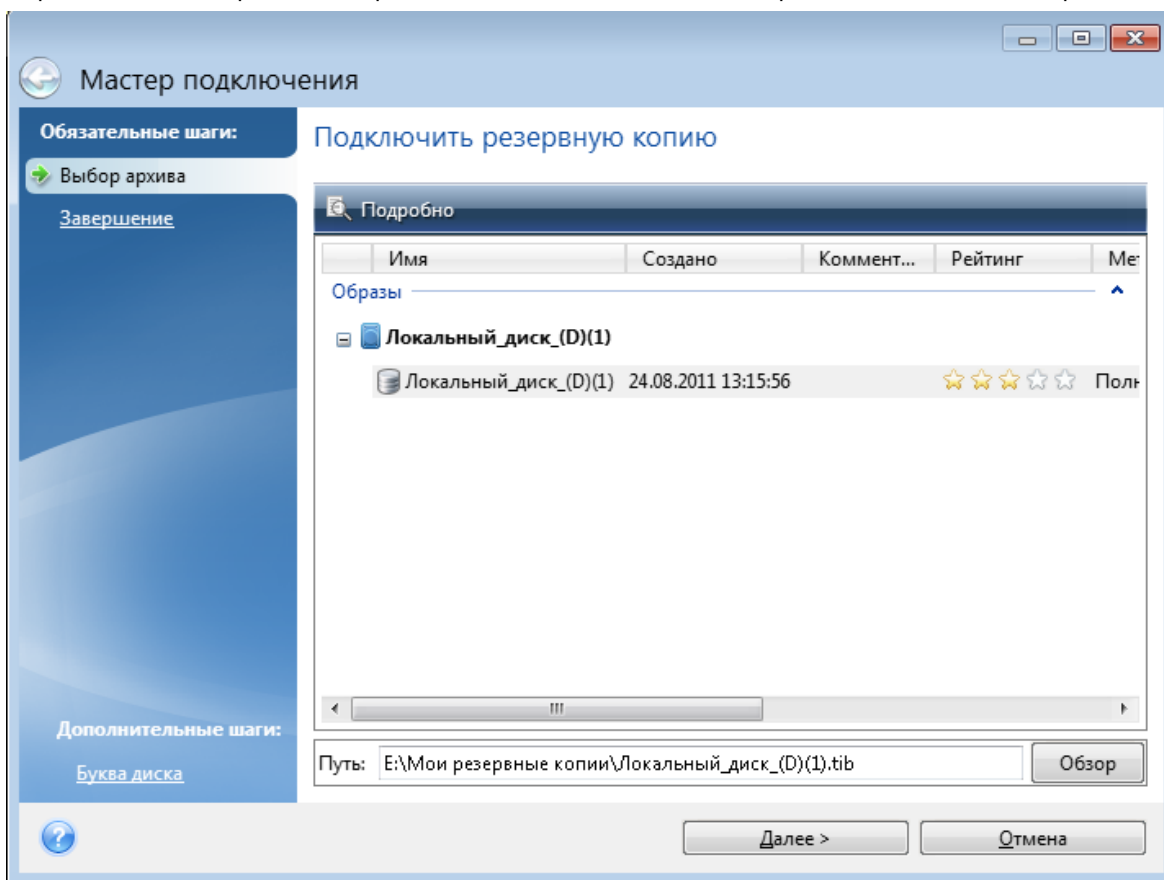 Мастер подключения
Обязательные шаги:
Выбор архива
Завершение
Дополнительные шаги:
Буква диска
Подключить резервную копию
Подробно
Имя Создано Коммент... Рейтинг
Образы
Локальный_диск_(D)(1)
Локальный_диск_(D)(1) 24.08.2011 13:15:56
Путь: E:\Мои резервные копии\Локальный_диск_(D)(1).tib Обзор
Далее > Отмена